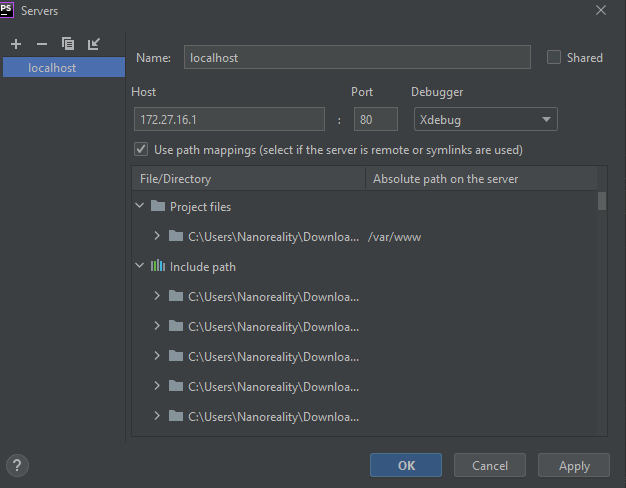 PS
Servers
localhost
Name: localhost Shared
Host Port Debugger
172.27.16.1 : 80 Xdebug
Use path mappings (select if the server is remote or symlinks are used)
File/Directory Absolute path on the server
Project files
C:\Users\Nanoreality\Downloa... /var/www
Include path
C:\Users\Nanoreality\Downloa...
C:\Users\Nanoreality\Downloa...
C:\Users\Nanoreality\Downloa...
C:\Users\Nanoreality\Downloa...
C:\Users\Nanoreality\Downloa...
? OK Cancel Apply